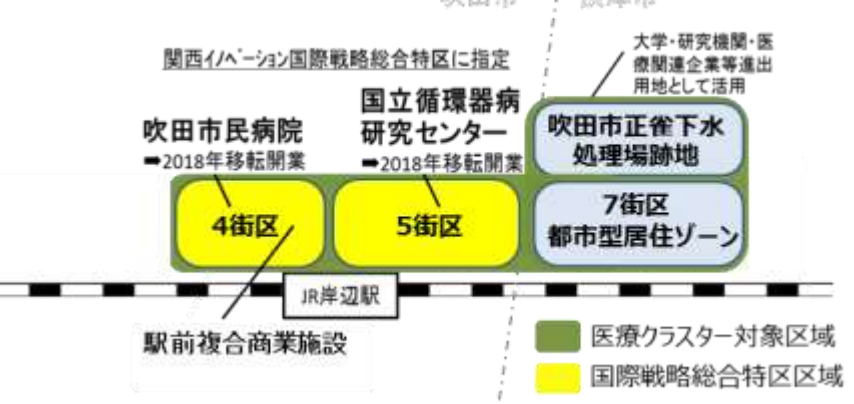 関西イノベーション国際戦略総合特区に指定
大学・研究機関・医
療関連企業等進出
用地として活用
吹田市民病院
➡2018年移転開業
国立循環器病
研究センター
➡2018年移転開業
吹田市正雀下水
処理場跡地
4街区
5街区
7街区
都市型居住ゾーン
JR岸辺駅
駅前複合商業施設
医療クラスター対象区域
国際戦略総合特区区域